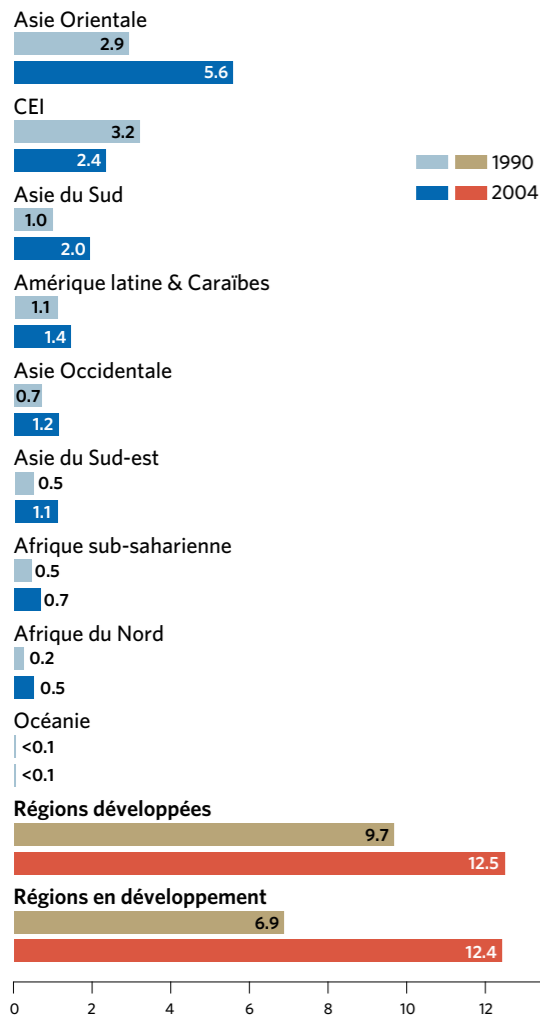 Asie Orientale
2.9
5.6
CEI
3.2
2.4
1990
2004
Asie du Sud
1.0
2.0
Amérique latine & Caraïbes
1.1
1.4
Asie Occidentale
0.7
1.2
Asie du Sud-est
0.5
1.1
Afrique sub-saharienne
0.5
0.7
Afrique du Nord
0.2
0.5
Océanie
<0.1
<0.1
Régions développées
9.7
12.5
Régions en développement
6.9
12.4
0 2 4 6 8 10 12